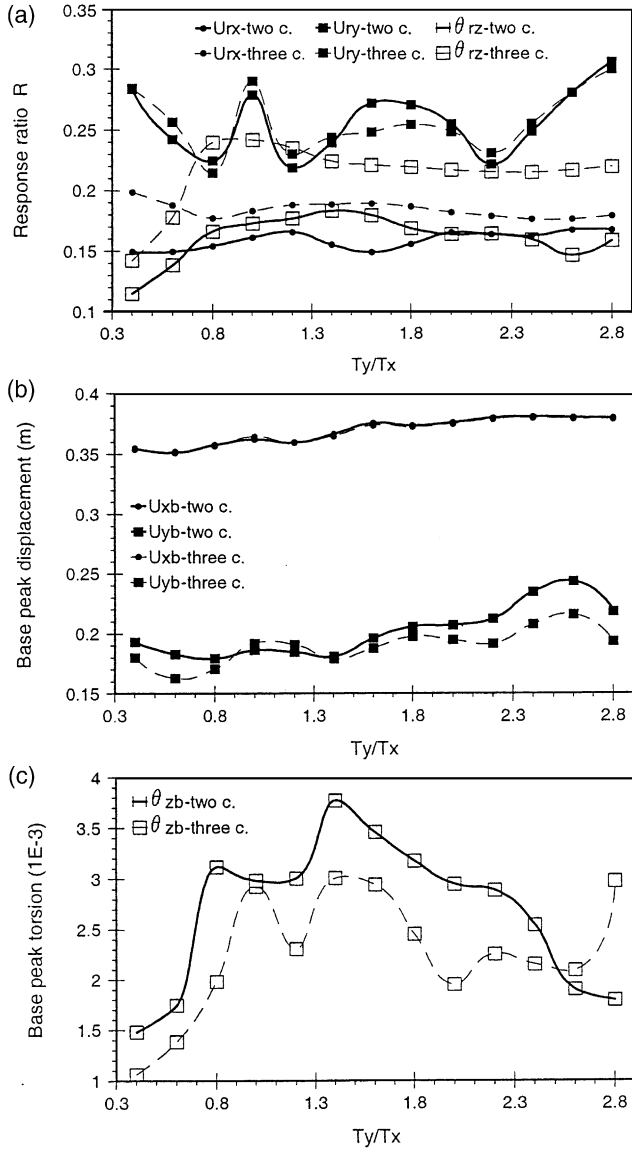 (a)
Urx-two c. Ury-two c. θ rz-two c.
Urx-three c. Ury-three c. θ rz-three c.
Response ratio R
0.35
0.3
0.25
0.2
0.15
0.1
0.3 0.8 1.3 1.8 2.3 2.8
Ty/Tx
(b)
Base peak displacement (m)
0.4
0.35
0.3
0.25
0.2
0.15
Uxb-two c.
Uyb-two c.
Uxb-three c.
Uyb-three c.
0.3 0.8 1.3 1.8 2.3 2.8
Ty/Tx
(c)
Base peak torsion (1E-3)
4
3.5
3
2.5
2
1.5
1
θ zb-two c.
θ zb-three c.
0.3 0.8 1.3 1.8 2.3 2.8
Ty/Tx